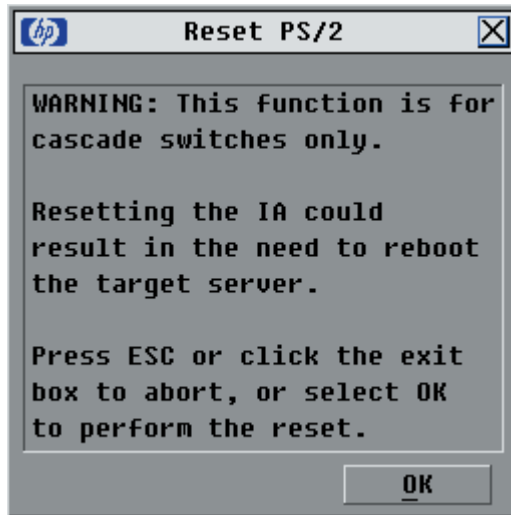 hp Reset PS/2
WARNING: This function is for
cascade switches only.
Resetting the IA could
result in the need to reboot
the target server.
Press ESC or click the exit
box to abort, or select OK
to perform the reset.
OK